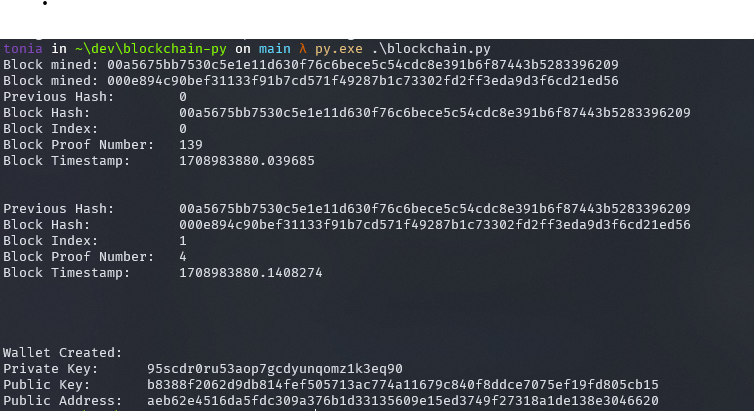 tonia in ~\dev\blockchain-py on main λ py.exe .\blockchain.py
Block mined: 00a5675bb7530c5e1e11d630f76c6bece5c54cdc8e391b6f87443b5283396209
Block mined: 000e894c90bef31133f91b7cd571f49287b1c73302fd2ff3eda9d3f6cd21ed56
Previous Hash: 0
Block Hash: 00a5675bb7530c5e1e11d630f76c6bece5c54cdc8e391b6f87443b5283396209
Block Index: 0
Block Proof Number: 139
Block Timestamp: 1708983880.039685
Previous Hash: 00a5675bb7530c5e1e11d630f76c6bece5c54cdc8e391b6f87443b5283396209
Block Hash: 000e894c90bef31133f91b7cd571f49287b1c73302fd2ff3eda9d3f6cd21ed56
Block Index: 1
Block Proof Number: 4
Block Timestamp: 1708983880.1408274
Wallet Created:
Private Key: 95scdr0ru53aop7gcdyunqomz1k3eq90
Public Key: b8388f2062d9db814fef505713ac774a11679c840f8ddce7075ef19fd805cb15
Public Address: aeb62e4516da5fdc309a376b1d33135609e15ed3749f27318a1de138e3046620